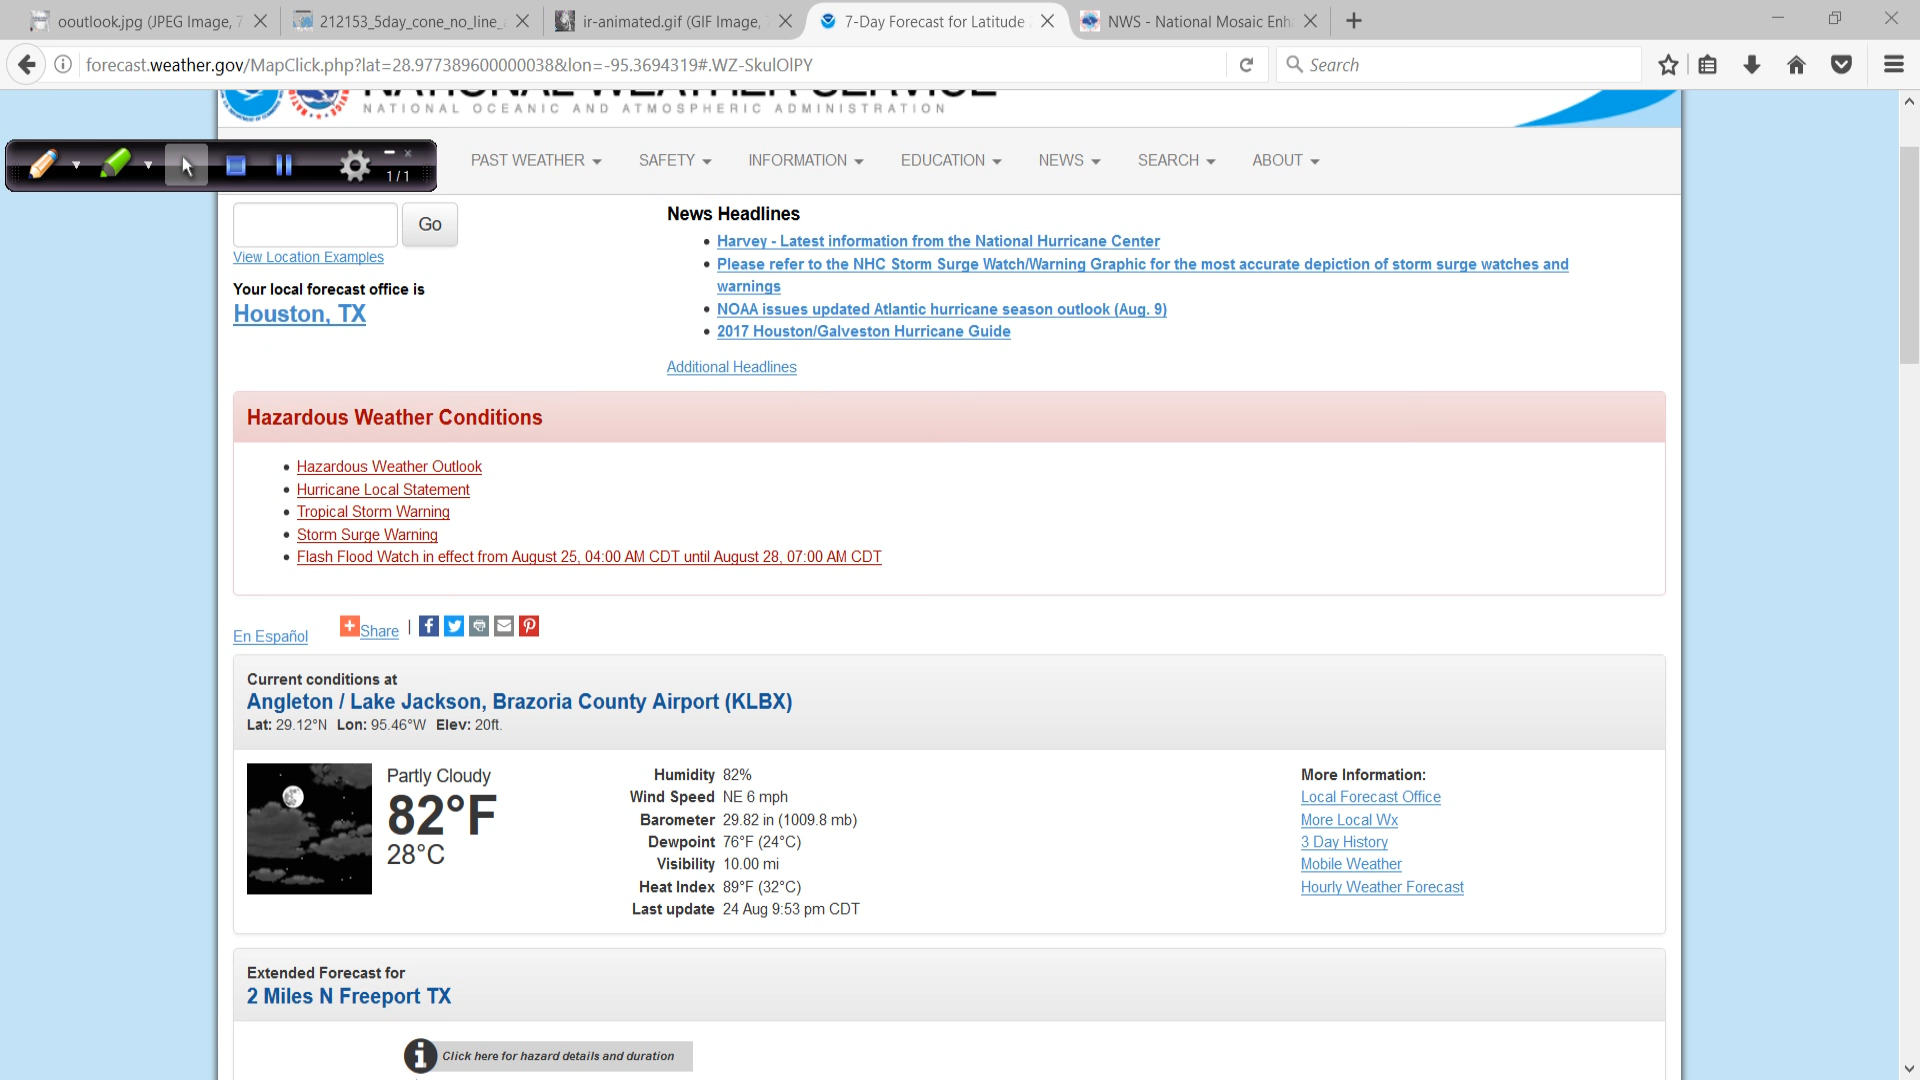 ooutlook.jpg (JPEG Image, 7
212153_5day_cone_no_line_
ir-animated.gif (GIF Image,
7-Day Forecast for Latitude
NWS - National Mosaic Enh
forecast.weather.gov/MapClick.php?lat=28.977389600000038&lon=-95.3694319#.WZ-SkulOlPY
Search
NATIONAL WEATHER SERVICE
NATIONAL OCEANIC AND ATMOSPHERIC ADMINISTRATION
1/1
PAST WEATHER
SAFETY
INFORMATION
EDUCATION
NEWS
SEARCH
ABOUT
Go
View Location Examples
Your local forecast office is
Houston, TX
News Headlines
Harvey - Latest information from the National Hurricane Center
Please refer to the NHC Storm Surge Watch/Warning Graphic for the most accurate depiction of storm surge watches and
warnings
NOAA issues updated Atlantic hurricane season outlook (Aug. 9)
2017 Houston/Galveston Hurricane Guide
Additional Headlines
Hazardous Weather Conditions
Hazardous Weather Outlook
Hurricane Local Statement
Tropical Storm Warning
Storm Surge Warning
Flash Flood Watch in effect from August 25, 04:00 AM CDT until August 28, 07:00 AM CDT
En Español
Share |
Current conditions at
Angleton / Lake Jackson, Brazoria County Airport (KLBX)
Lat: 29.12°N Lon: 95.46°W Elev: 20ft.
Partly Cloudy
82°F
28°C
Humidity 82%
Wind Speed NE 6 mph
Barometer 29.82 in (1009.8 mb)
Dewpoint 76°F (24°C)
Visibility 10.00 mi
Heat Index 89°F (32°C)
Last update 24 Aug 9:53 pm CDT
More Information:
Local Forecast Office
More Local Wx
3 Day History
Mobile Weather
Hourly Weather Forecast
Extended Forecast for
2 Miles N Freeport TX
Click here for hazard details and duration